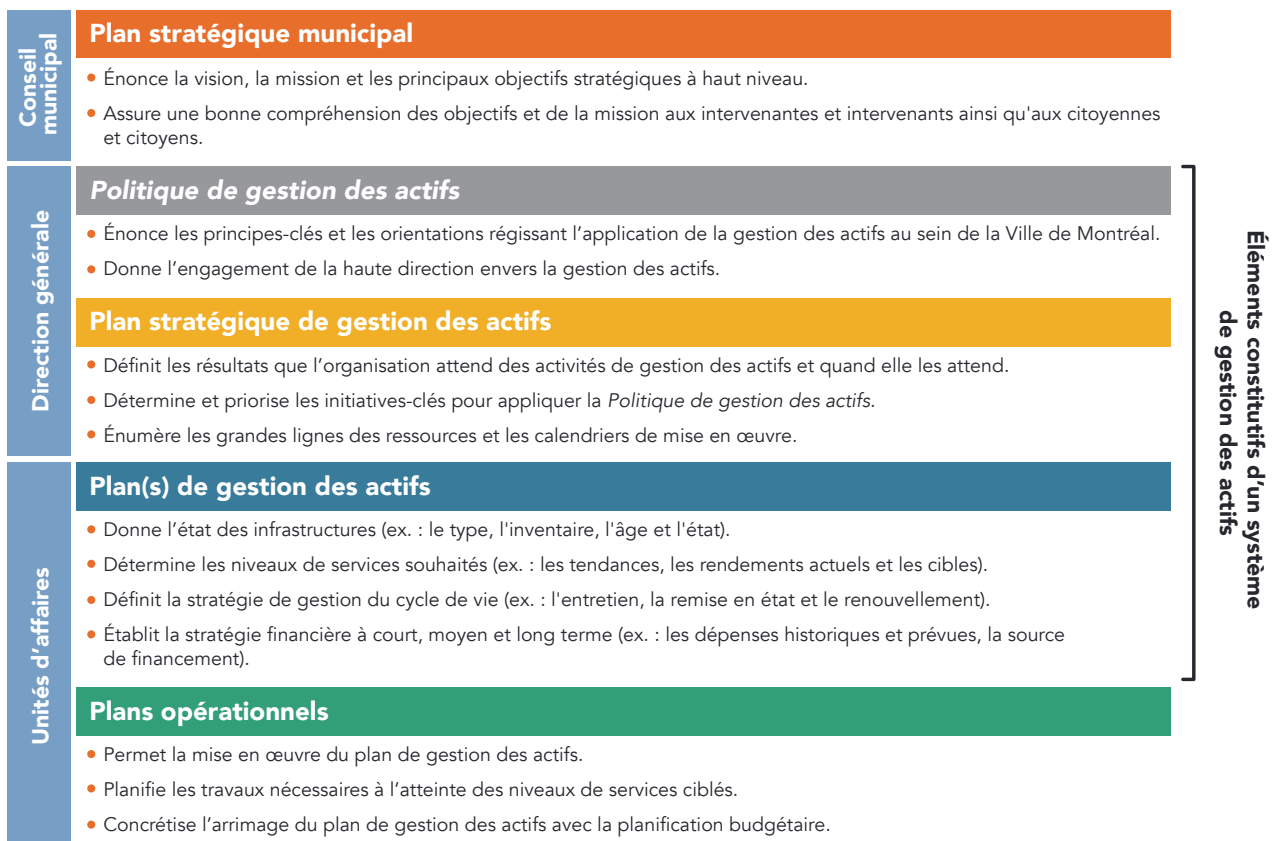 Conseil
municipal
Plan stratégique municipal
• Énonce la vision, la mission et les principaux objectifs stratégiques à haut niveau.
• Assure une bonne compréhension des objectifs et de la mission aux intervenantes et intervenants ainsi qu'aux citoyennes
et citoyens.
Direction générale
Politique de gestion des actifs
• Énonce les principes-clés et les orientations régissant l’application de la gestion des actifs au sein de la Ville de Montréal.
• Donne l’engagement de la haute direction envers la gestion des actifs.
Plan stratégique de gestion des actifs
• Définit les résultats que l’organisation attend des activités de gestion des actifs et quand elle les attend.
• Détermine et priorise les initiatives-clés pour appliquer la Politique de gestion des actifs.
• Énumère les grandes lignes des ressources et les calendriers de mise en œuvre.
Unités d’affaires
Plan(s) de gestion des actifs
• Donne l’état des infrastructures (ex. : le type, l'inventaire, l'âge et l'état).
• Détermine les niveaux de services souhaités (ex. : les tendances, les rendements actuels et les cibles).
• Définit la stratégie de gestion du cycle de vie (ex. : l'entretien, la remise en état et le renouvellement).
• Établit la stratégie financière à court, moyen et long terme (ex. : les dépenses historiques et prévues, la source
de financement).
Plans opérationnels
• Permet la mise en œuvre du plan de gestion des actifs.
• Planifie les travaux nécessaires à l’atteinte des niveaux de services ciblés.
• Concrétise l’arrimage du plan de gestion des actifs avec la planification budgétaire.
Éléments constitutifs d’un système
de gestion des actifs